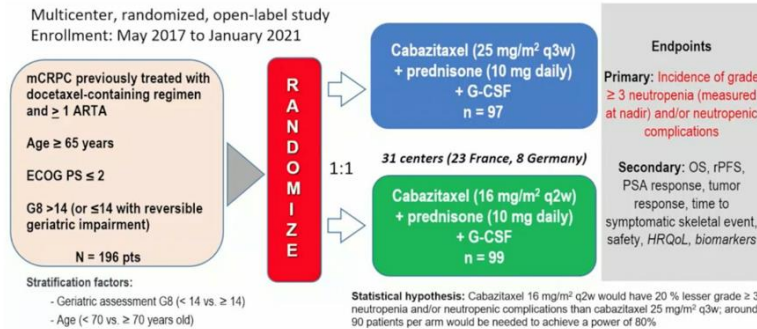 Multicenter, randomized, open-label study
Enrollment: May 2017 to January 2021
mCRPC previously treated with
docetaxel-containing regimen
and ≥ 1 ARTA
Age ≥ 65 years
ECOG PS ≤ 2
G8 >14 (or ≤14 with reversible
geriatric impairment)
N = 196 pts
Stratification factors:
- Geriatric assessment G8 (< 14 vs. ≥ 14)
- Age (< 70 vs. ≥ 70 years old)
RANDOMIZE
1:1
Cabazitaxel (25 mg/m² q3w)
+ prednisone (10 mg daily)
+ G-CSF
n = 97
31 centers (23 France, 8 Germany)
Cabazitaxel (16 mg/m² q2w)
+ prednisone (10 mg daily)
+ G-CSF
n = 99
Endpoints
Primary: Incidence of grade
≥ 3 neutropenia (measured
at nadir) and/or neutropenic
complications
Secondary: OS, rPFS,
PSA response, tumor
response, time to
symptomatic skeletal event,
safety, HRQoL, biomarkers
Statistical hypothesis: Cabazitaxel 16 mg/m² q2w would have 20 % lesser grade ≥ 3
neutropenia and/or neutropenic complications than cabazitaxel 25 mg/m² q3w; around
90 patients per arm would be needed to achieve a power of 80%